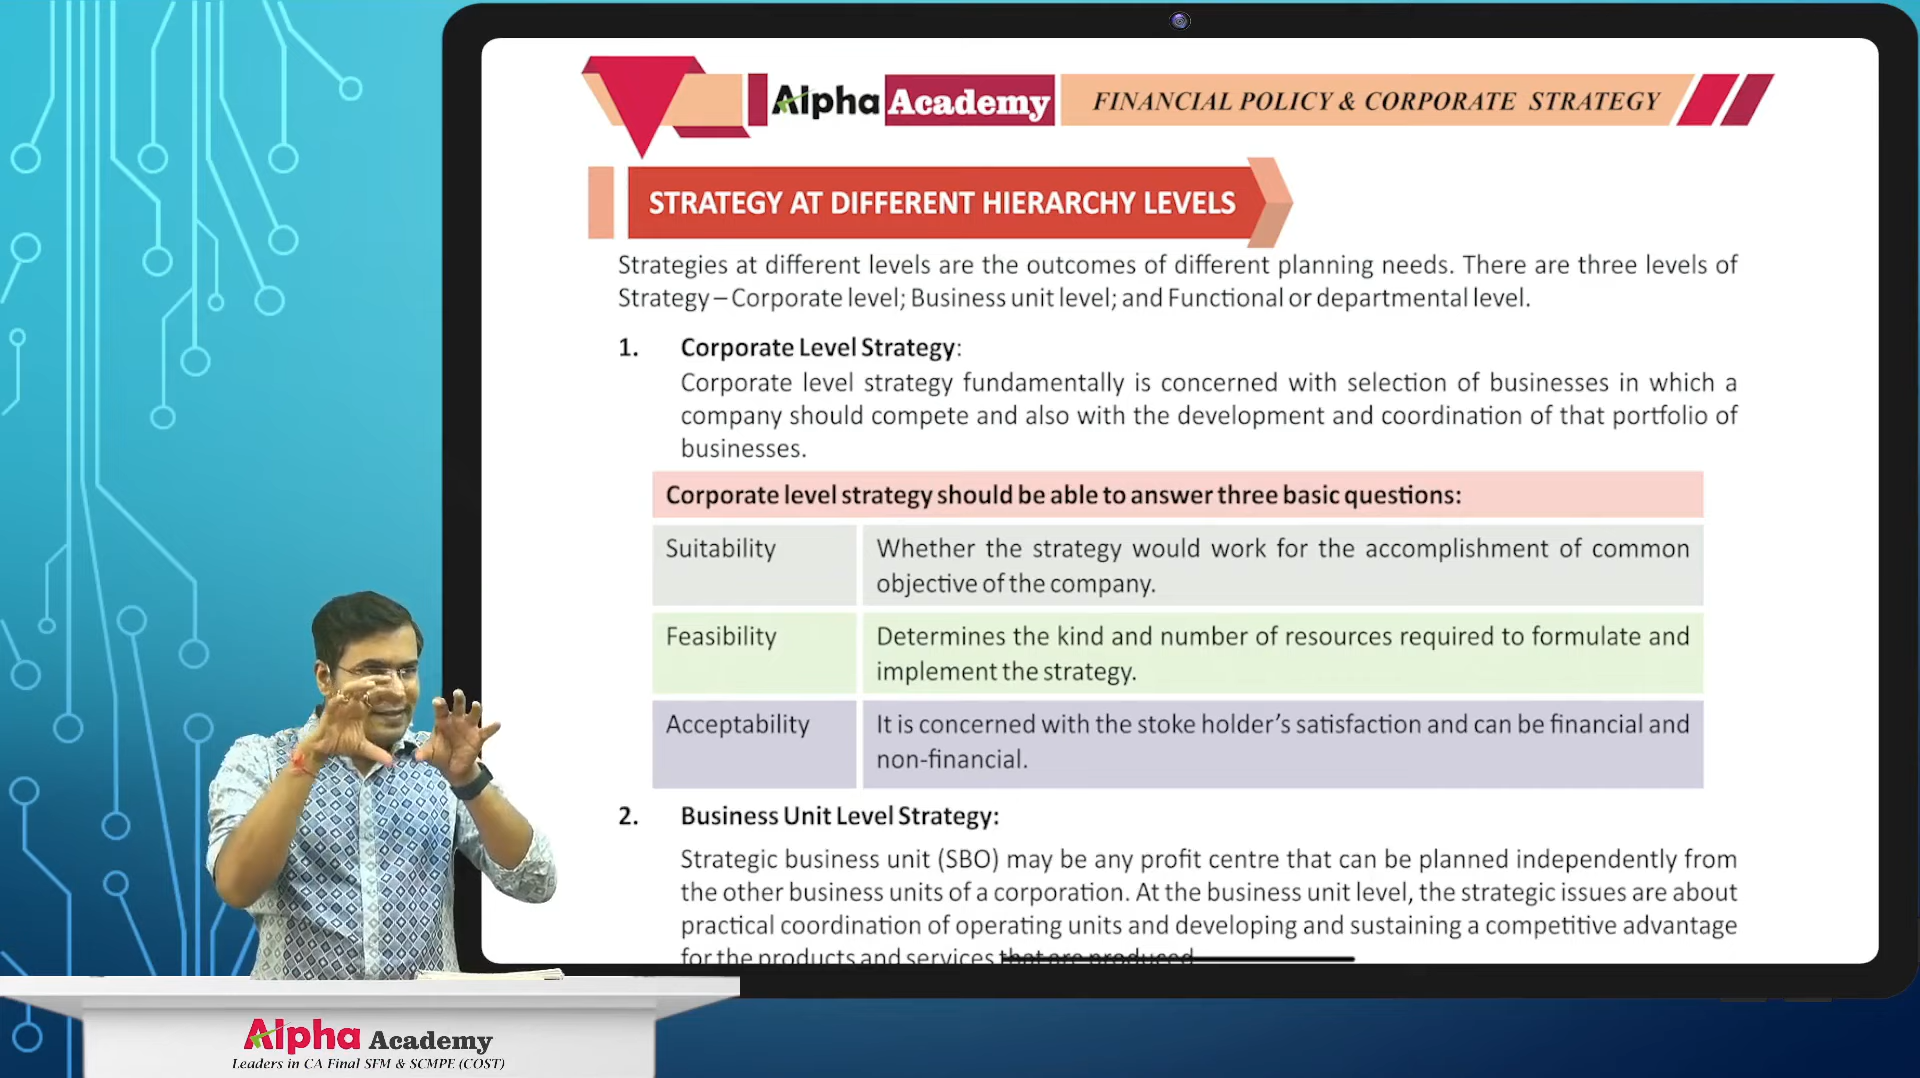 Alpha Academy FINANCIAL POLICY & CORPORATE STRATEGY
STRATEGY AT DIFFERENT HIERARCHY LEVELS
Strategies at different levels are the outcomes of different planning needs. There are three levels of
Strategy – Corporate level; Business unit level; and Functional or departmental level.
1. Corporate Level Strategy:
Corporate level strategy fundamentally is concerned with selection of businesses in which a
company should compete and also with the development and coordination of that portfolio of
businesses.
Corporate level strategy should be able to answer three basic questions:
Suitability Whether the strategy would work for the accomplishment of common
objective of the company.
Feasibility Determines the kind and number of resources required to formulate and
implement the strategy.
Acceptability It is concerned with the stoke holder's satisfaction and can be financial and
non-financial.
2. Business Unit Level Strategy:
Strategic business unit (SBO) may be any profit centre that can be planned independently from
the other business units of a corporation. At the business unit level, the strategic issues are about
practical coordination of operating units and developing and sustaining a competitive advantage
for the products and services that are produced.
Alpha Academy
Leaders in CA Final SFM & SCMPE (COST)